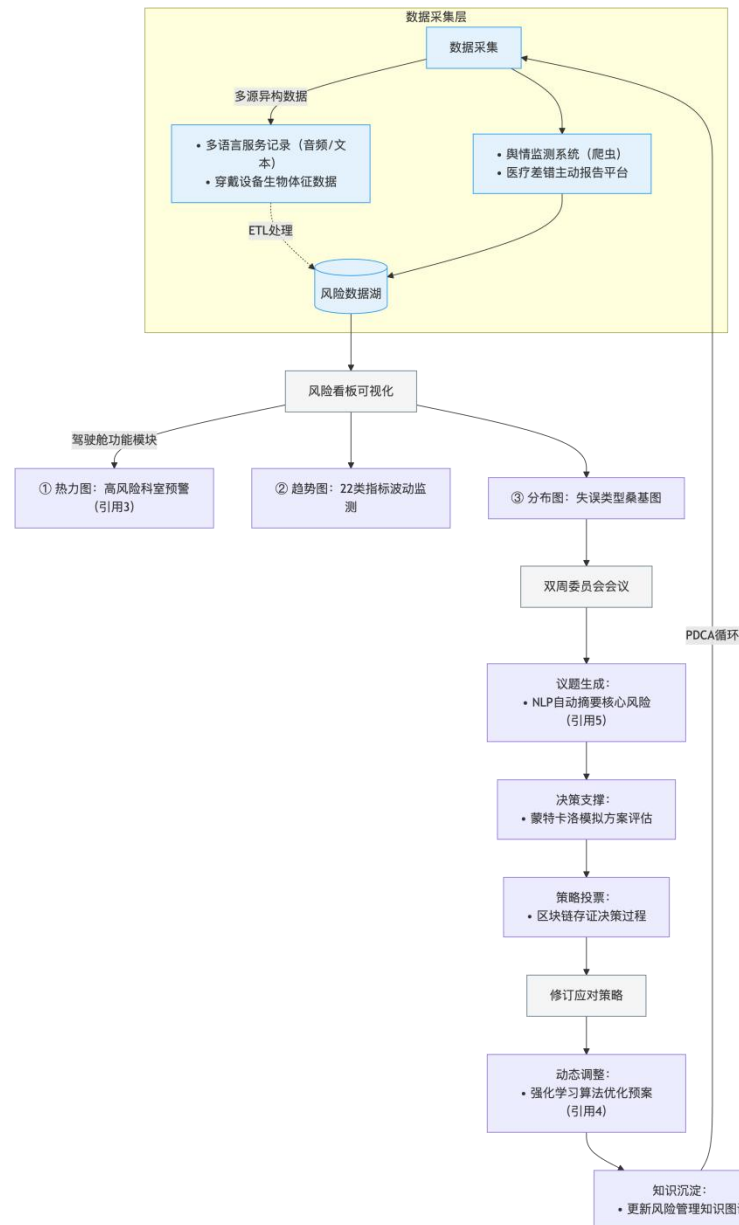 数据采集层
数据采集
多源异构数据
• 多语言服务记录（音频/文
本）
• 穿戴设备生物体征数据
• 舆情监测系统（爬虫）
• 医疗差错主动报告平台
ETL处理
风险数据湖
风险看板可视化
驾驶舱功能模块
① 热力图：高风险科室预警
(引用3)
② 趋势图：22类指标波动监
测
③ 分布图：失误类型桑基图
双周委员会会议
PDCA循环
议题生成：
• NLP自动摘要核心风险
(引用5)
决策支撑：
• 蒙特卡洛模拟方案评估
策略投票：
• 区块链存证决策过程
修订应对策略
动态调整：
• 强化学习算法优化预案
(引用4)
知识沉淀：
• 更新风险管理知识图